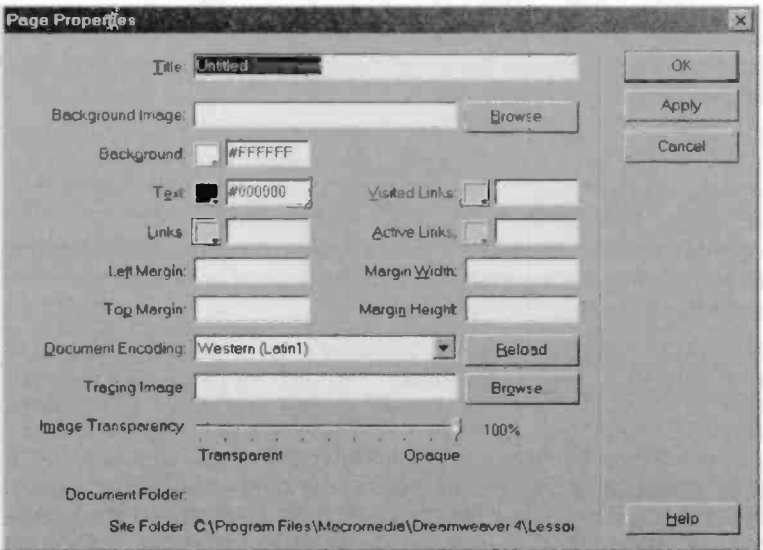 Page Properties
Title: Untitled
OK
Background Image:
Browse...
Apply
Background: #FFFFFF
Cancel
Text: #000000
Visited Links:
Links:
Active Links:
Left Margin:
Margin Width:
Top Margin:
Margin Height:
Document Encoding: Western (Latin1)
Reload
Tracing Image:
Browse...
Image Transparency: 100%
Transparent Opaque
Document Folder:
Help
Site Folder: C:\Program Files\Macromedia\Dreamweaver 4\Lessor